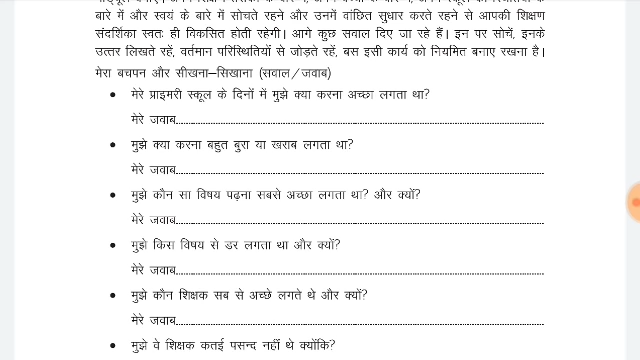 बारे में और स्वयं के बारे में सोचते रहने और उनमें वांछित सुधार करते रहने से आपकी शिक्षण
संदर्शिका स्वतः ही विकसित होती रहेगी। आगे कुछ सवाल दिए जा रहे हैं। इन पर सोचें, इनके
उत्तर लिखते रहें, वर्तमान परिस्थितियों से जोड़ते रहें, बस इसी कार्य को नियमित बनाए रखना है।
मेरा बचपन और सीखना–सिखाना (सवाल/जवाब)
• मेरे प्राइमरी स्कूल के दिनों में मुझे क्या करना अच्छा लगता था?
मेरे जवाब................................................................
• मुझे क्या करना बहुत बुरा या खराब लगता था?
मेरे जवाब................................................................
• मुझे कौन सा विषय पढ़ना सबसे अच्छा लगता था? और क्यों?
मेरे जवाब................................................................
• मुझे किस विषय से डर लगता था और क्यों?
मेरे जवाब................................................................
• मुझे कौन शिक्षक सब से अच्छे लगते थे और क्यों?
मेरे जवाब................................................................
• मुझे वे शिक्षक कतई पसन्द नहीं थे क्योंकि?